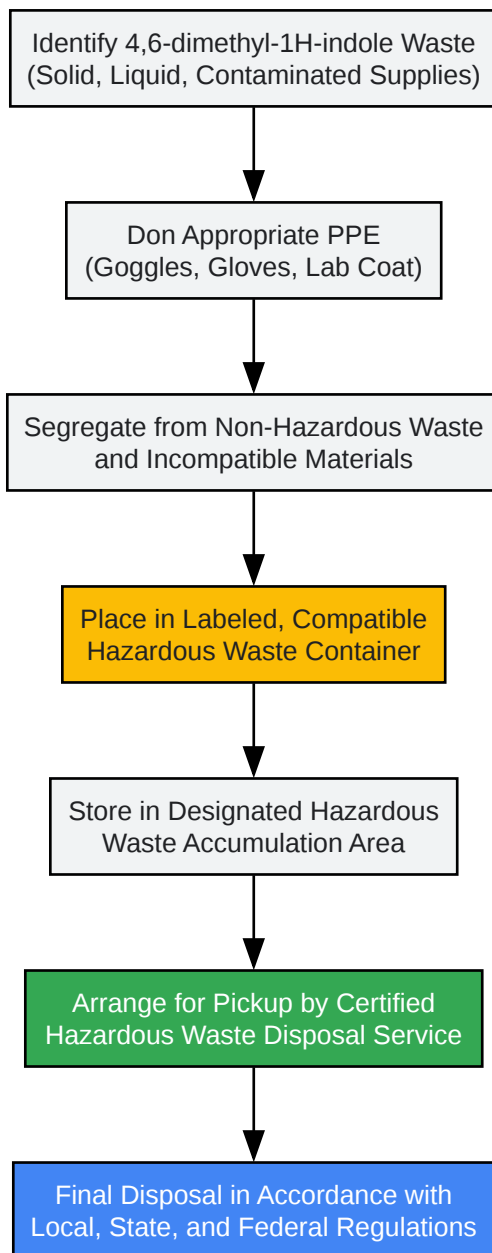 Identify 4,6-dimethyl-1H-indole Waste
(Solid, Liquid, Contaminated Supplies)
Don Appropriate PPE
(Goggles, Gloves, Lab Coat)
Segregate from Non-Hazardous Waste
and Incompatible Materials
Place in Labeled, Compatible
Hazardous Waste Container
Store in Designated Hazardous
Waste Accumulation Area
Arrange for Pickup by Certified
Hazardous Waste Disposal Service
Final Disposal in Accordance with
Local, State, and Federal Regulations